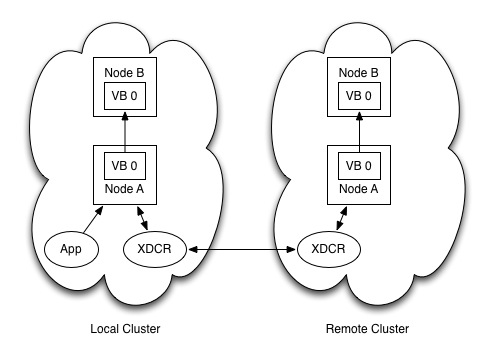 Node B
VB 0
VB 0
Node A
App
XDCR
Local Cluster
Node B
VB 0
VB 0
Node A
XDCR
Remote Cluster